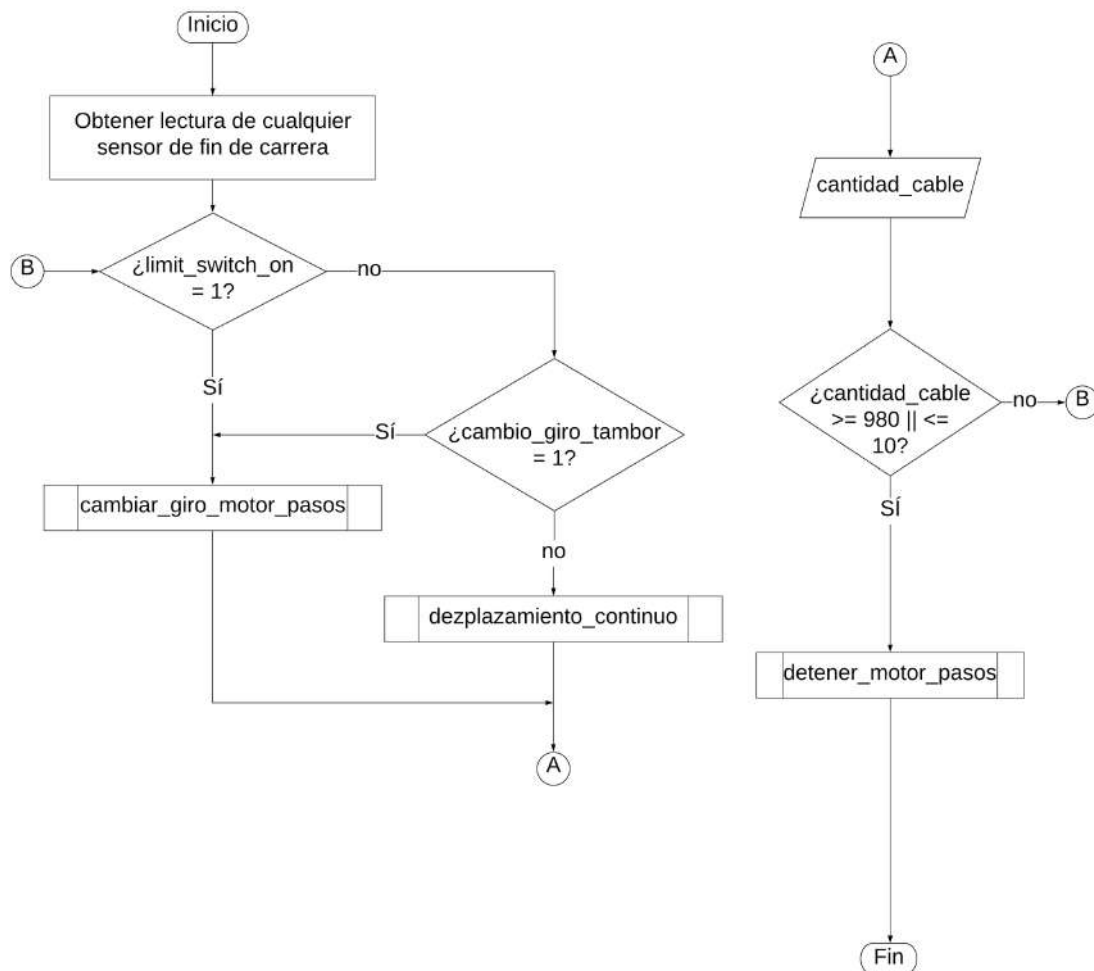 Inicio
Obtener lectura de cualquier
sensor de fin de carrera
B
¿limit_switch_on
= 1?
no
Sí
Sí
¿cambio_giro_tambor
= 1?
cambiar_giro_motor_pasos
no
dezplazamiento_continuo
A
A
cantidad_cable
¿cantidad_cable
>= 980 || <=
10?
no
B
SÍ
detener_motor_pasos
Fin